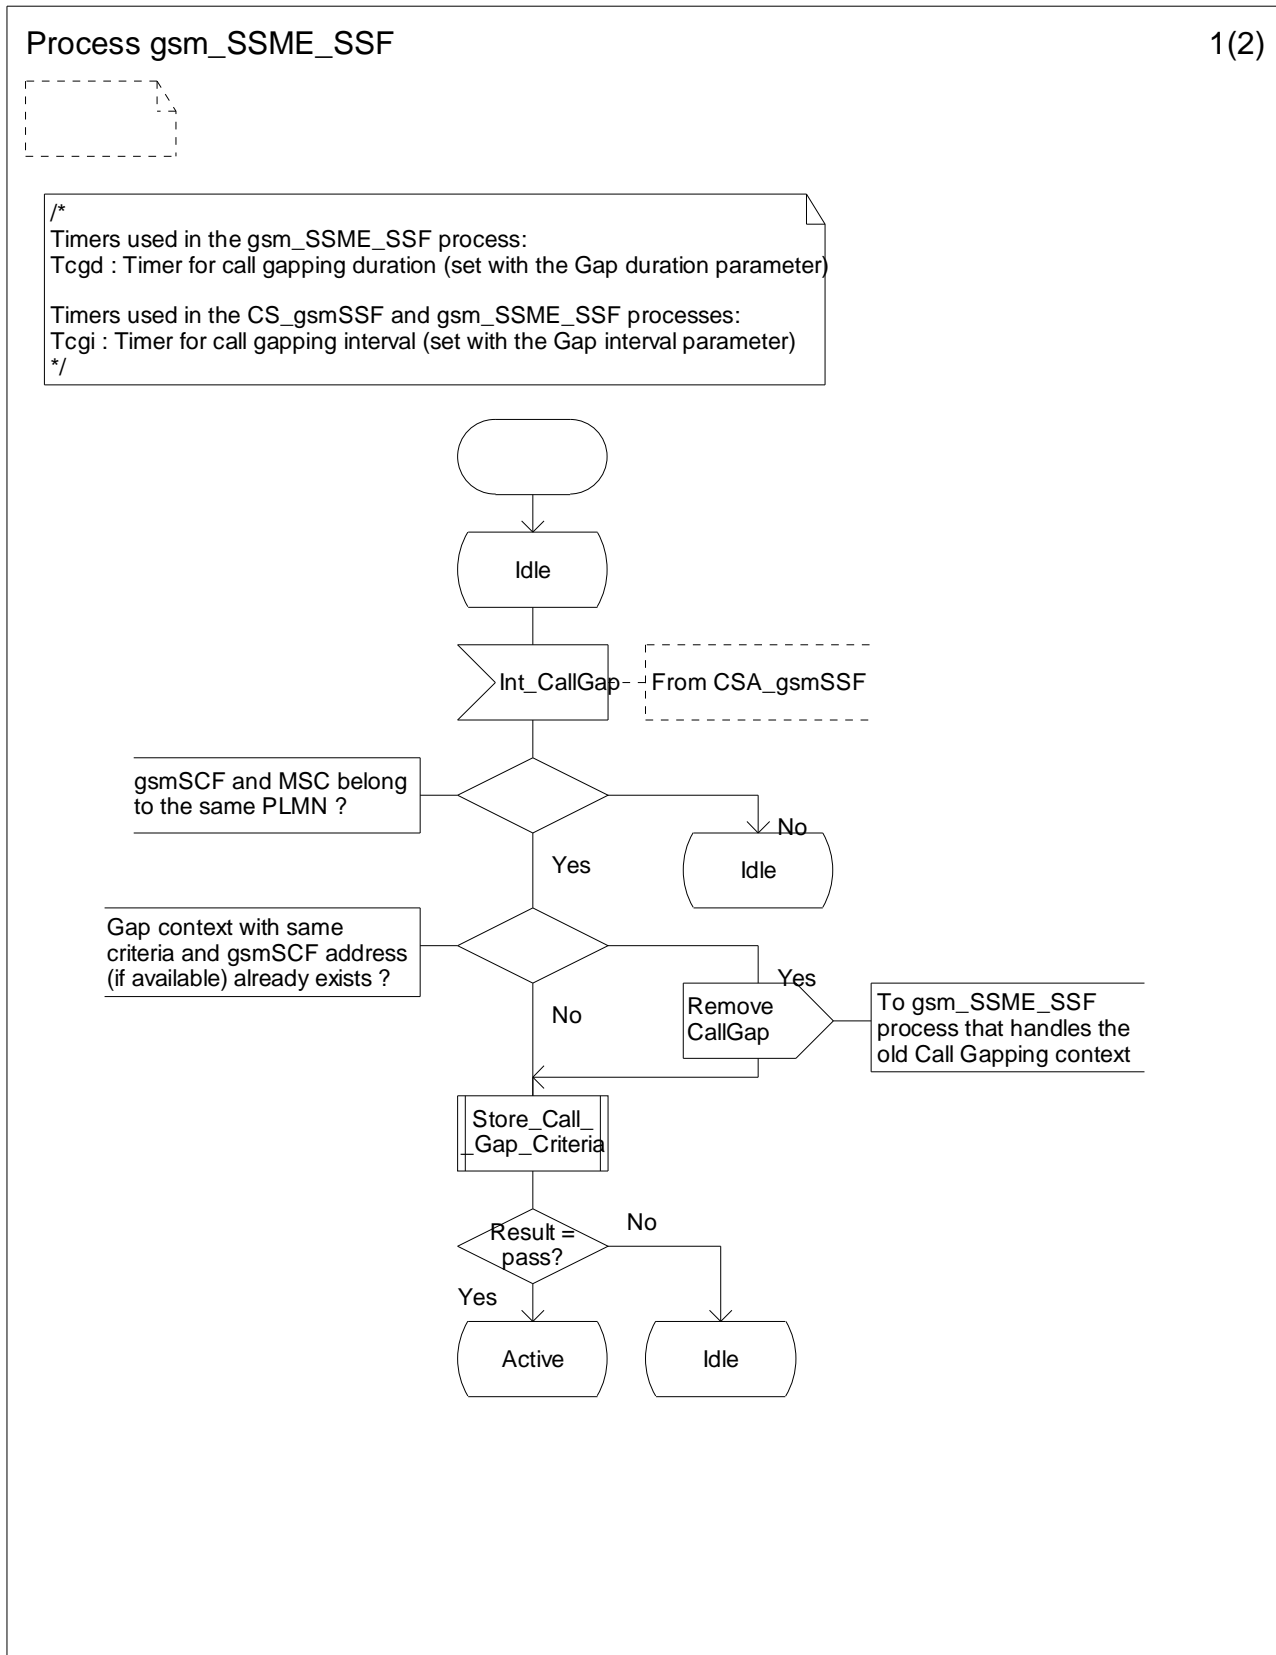 Process gsm_SSME_SSF
1(2)
/*
Timers used in the gsm_SSME_SSF process:
Tcgd : Timer for call gapping duration (set with the Gap duration parameter)
Timers used in the CS_gsmSSF and gsm_SSME_SSF processes:
Tcgi : Timer for call gapping interval (set with the Gap interval parameter)
*/
Idle
Int_CallGap
From CSA_gsmSSF
gsmSCF and MSC belong
to the same PLMN ?
No
Idle
Yes
Gap context with same
criteria and gsmSCF address
(if available) already exists ?
Yes
No
Remove
CallGap
To gsm_SSME_SSF
process that handles the
old Call Gapping context
Store_Call_
_Gap_Criteria
Result =
pass?
No
Yes
Active
Idle